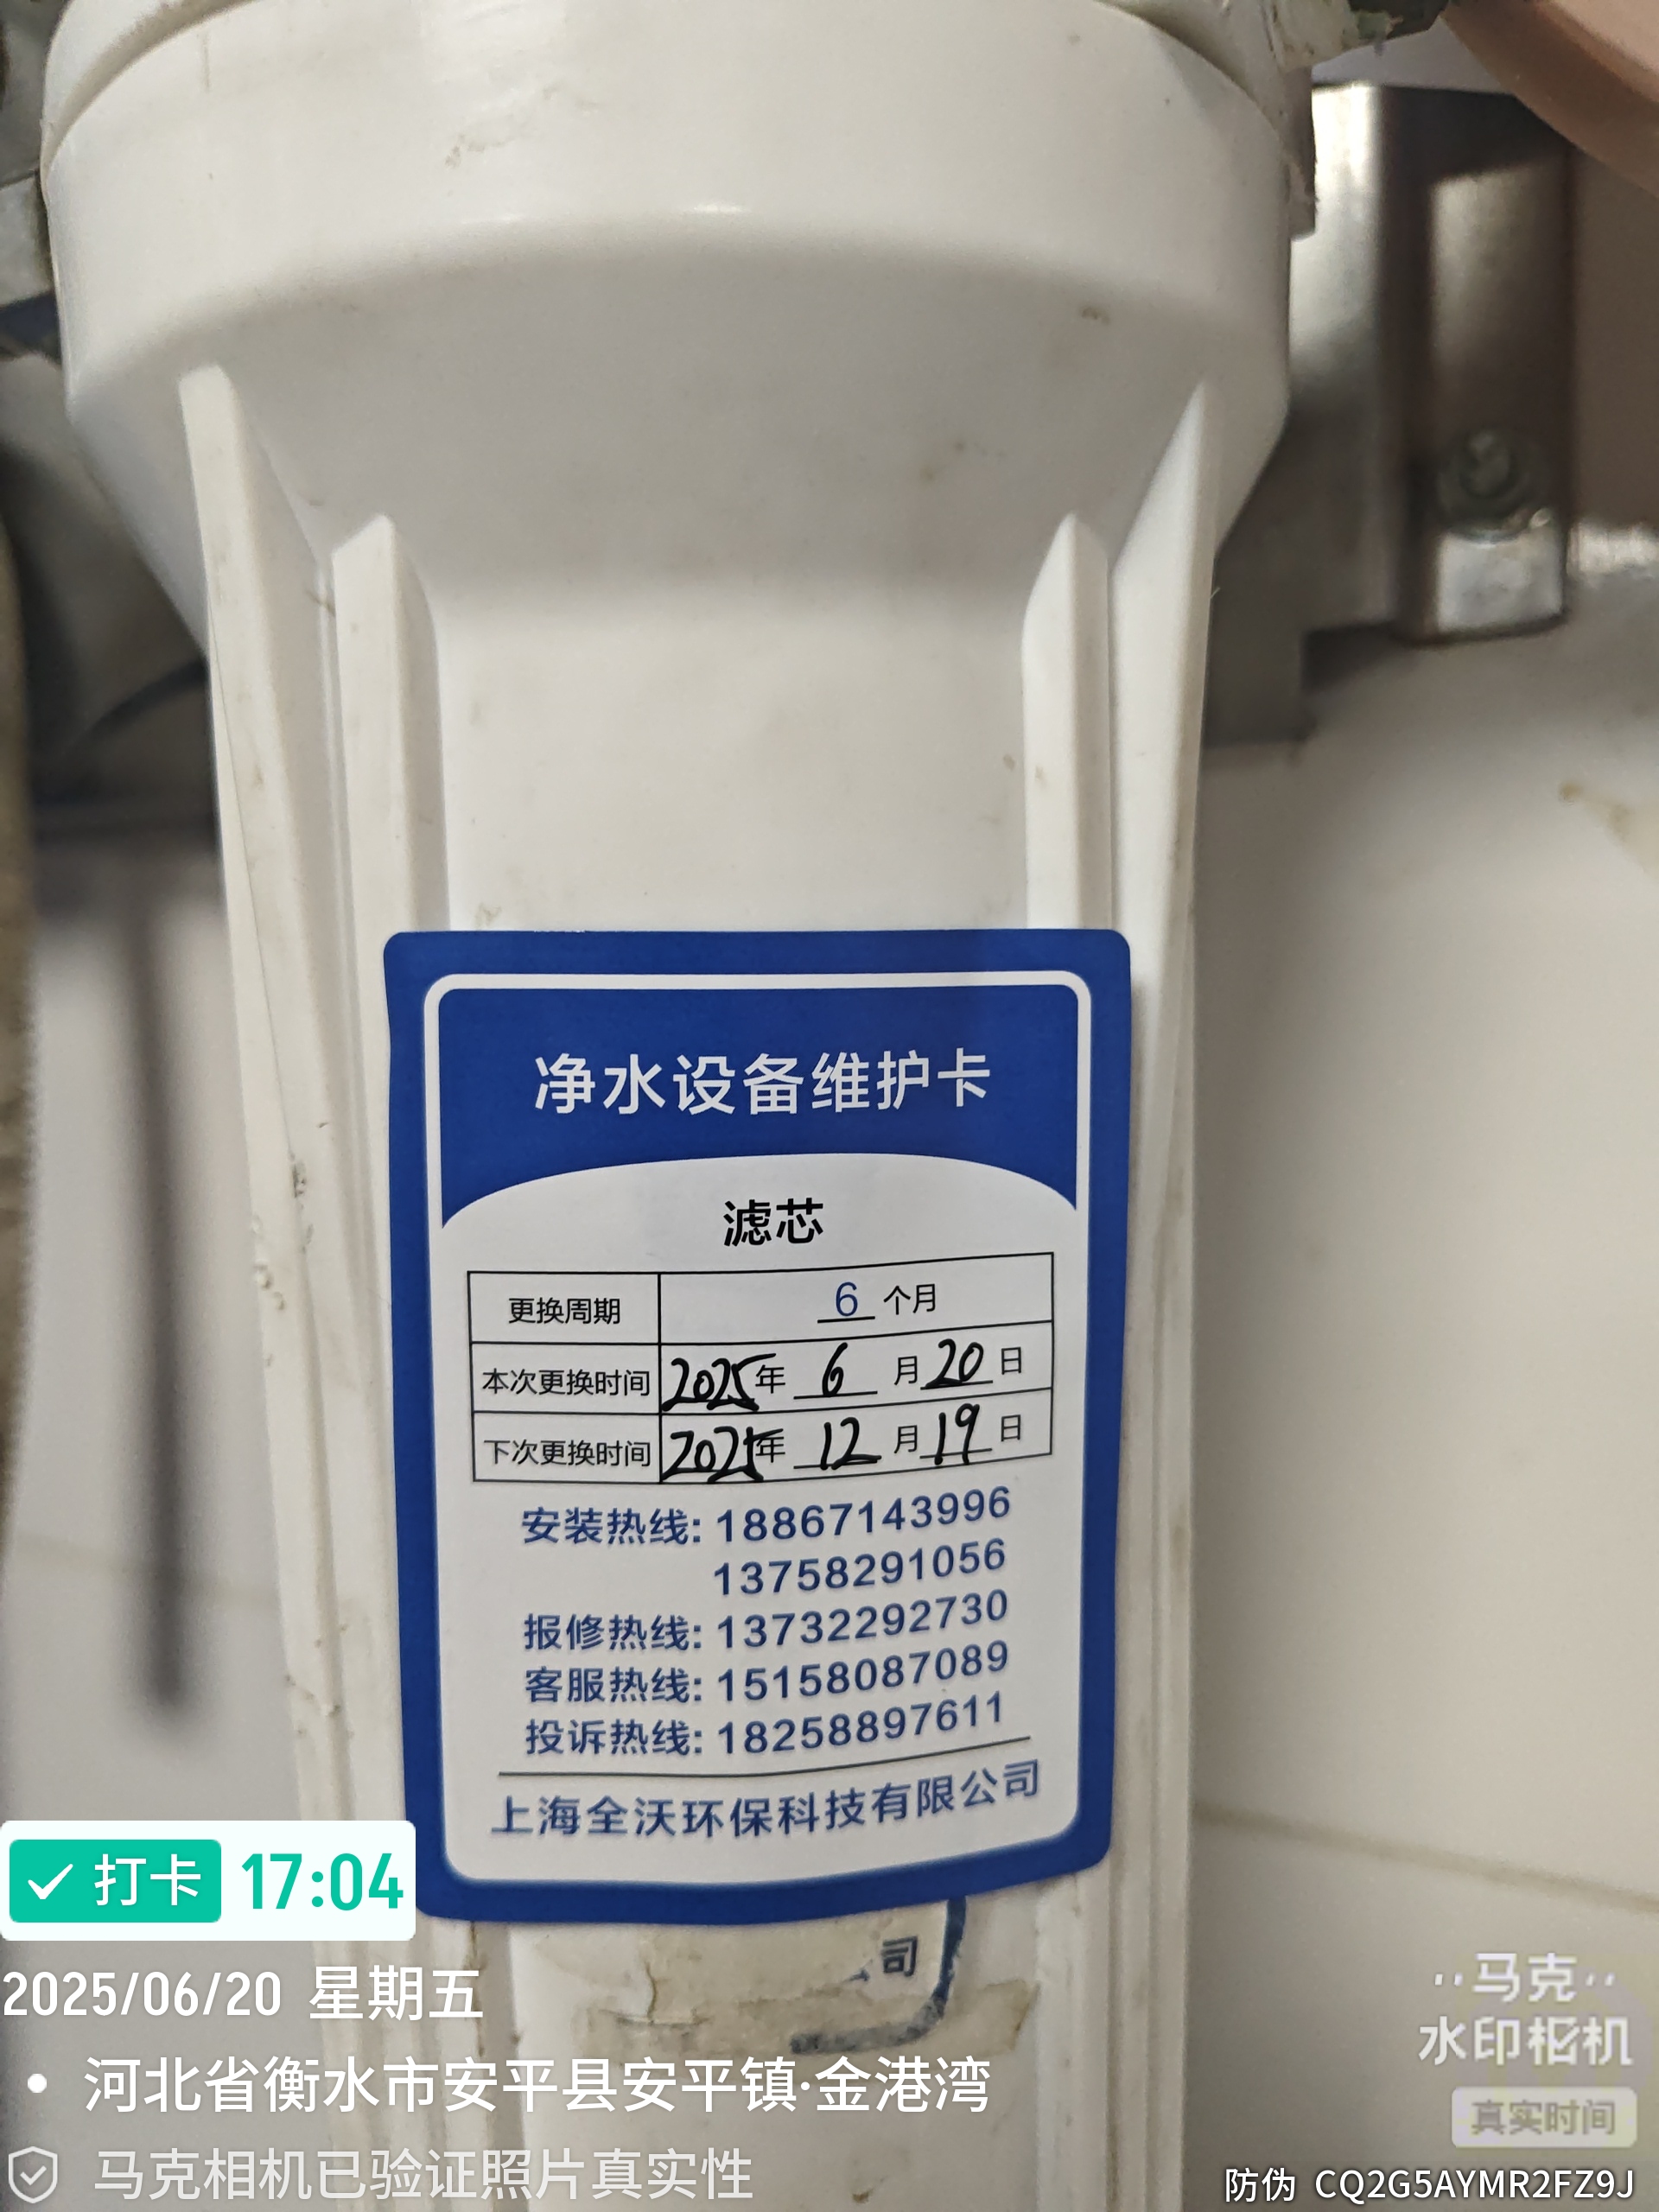 净水设备维护卡
滤芯
更换周期 6 个月
本次更换时间 2025年 6 月 20 日
下次更换时间 2025年 12 月 19 日
安装热线: 18867143996
13758291056
报修热线: 13732292730
客服热线: 15158087089
投诉热线: 18258897611
上海全沃环保科技有限公司
司
打卡 17:04
2025/06/20 星期五
河北省衡水市安平县安平镇·金港湾
马克相机已验证照片真实性
马克
水印相机
真实时间
防伪 CQ2G5AYMR2FZ9J